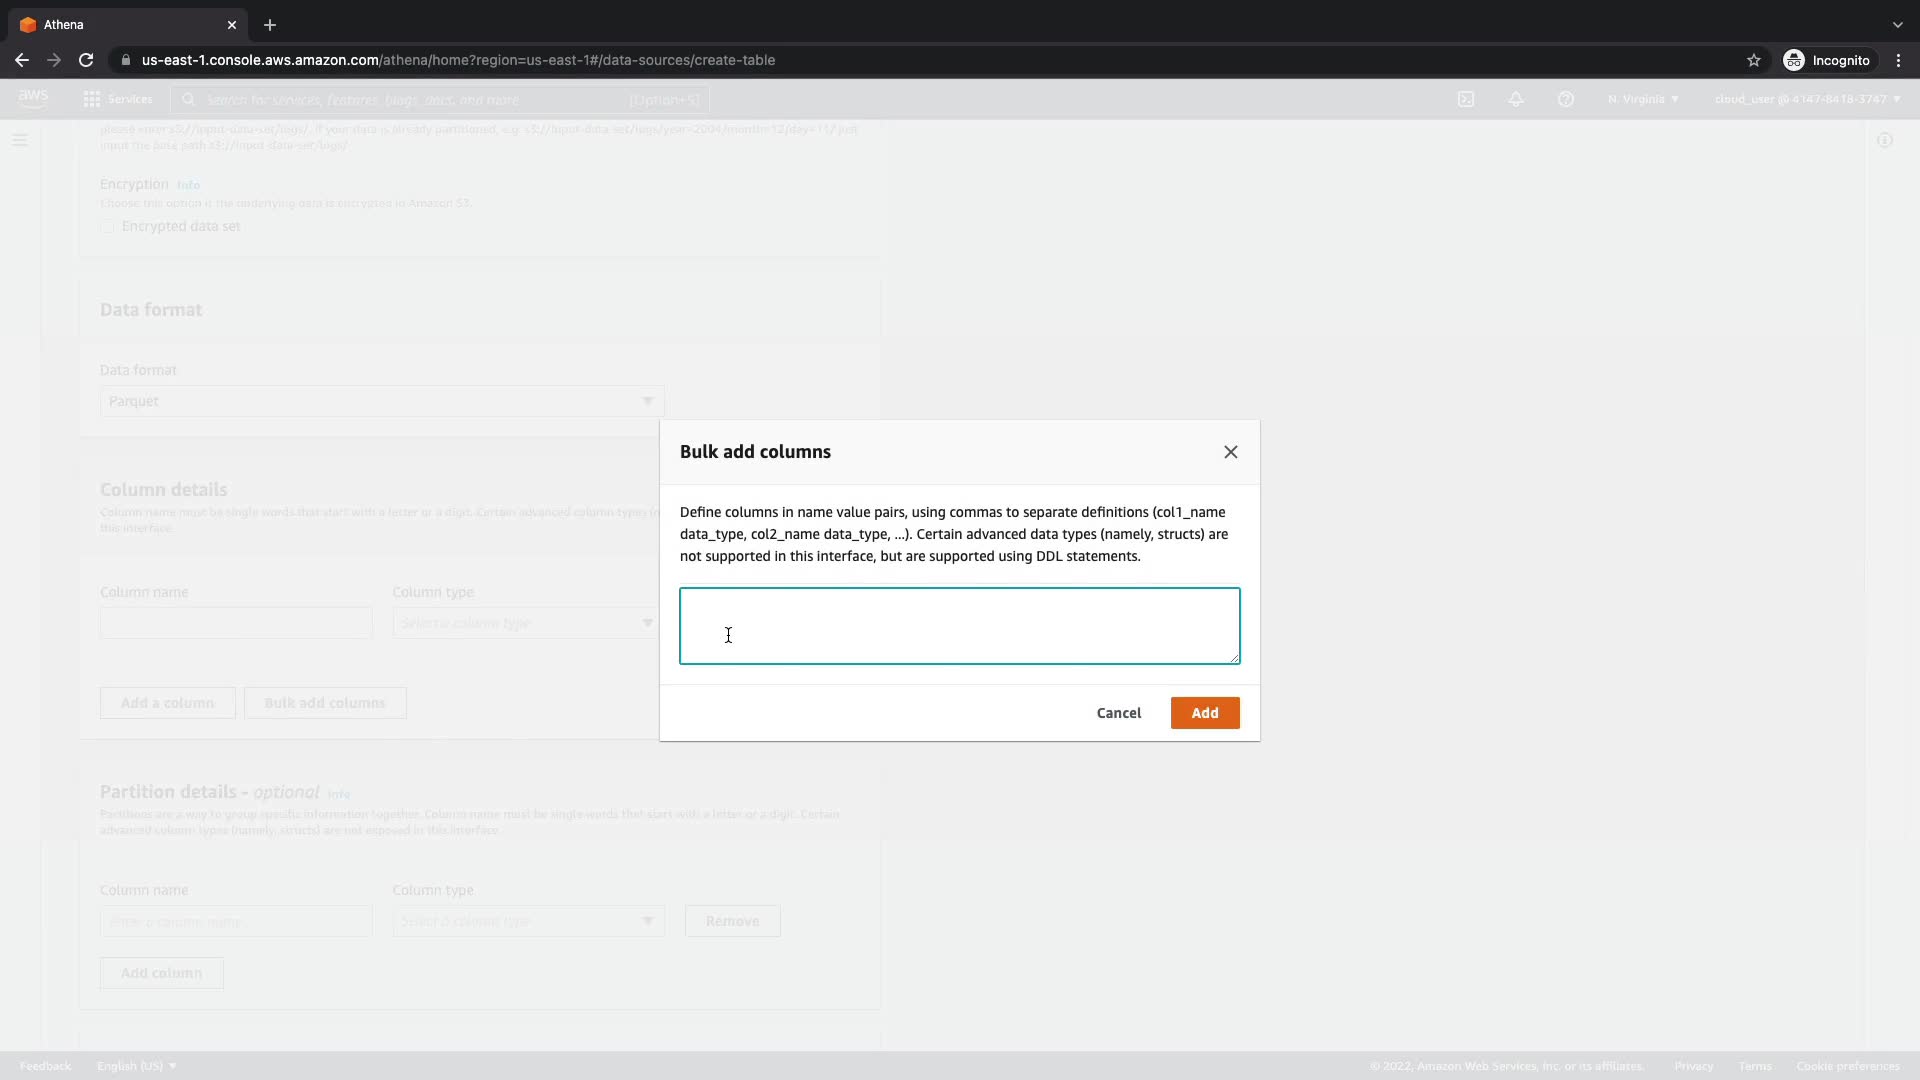 Athena
us-east-1.console.aws.amazon.com/athena/home?region=us-east-1#/data-sources/create-table
Incognito
aws
Services
Search for services, features, blogs, docs, and more
[Option+S]
N. Virginia
cloud_user @ 4147-8418-3747
please enter s3://input-data-set/logs/. If your data is already partitioned, e.g. s3://input-data-set/logs/year=2004/month=12/day=11/ just
input the base path s3://input-data-set/logs/
Encryption Info
Choose this option if the underlying data is encrypted in Amazon S3.
Encrypted data set
Data format
Data format
Parquet
Column details
Column name must be single words that start with a letter or a digit. Certain advanced column types (n
this interface.
Column name
Column type
Select a column type
Add a column
Bulk add columns
Bulk add columns
Define columns in name value pairs, using commas to separate definitions (col1_name
data_type, col2_name data_type, ...). Certain advanced data types (namely, structs) are
not supported in this interface, but are supported using DDL statements.
Cancel
Add
Partition details - optional Info
Partitions are a way to group specific information together. Column name must be single words that start with a letter or a digit. Certain
advanced column types (namely, structs) are not exposed in this interface.
Column name
Column type
Enter a column name
Select a column type
Remove
Add column
Feedback
English (US)
© 2022, Amazon Web Services, Inc. or its affiliates.
Privacy
Terms
Cookie preferences